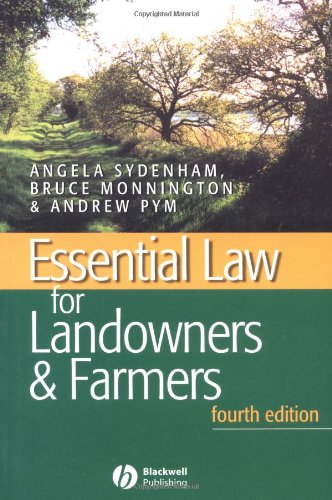 ANGELA SYDENHAM,
BRUCE MONNINGTON
& ANDREW PYM
Essential Law
for
Landowners
& Farmers
fourth edition
Blackwell
Publishing
Copyrighted Material